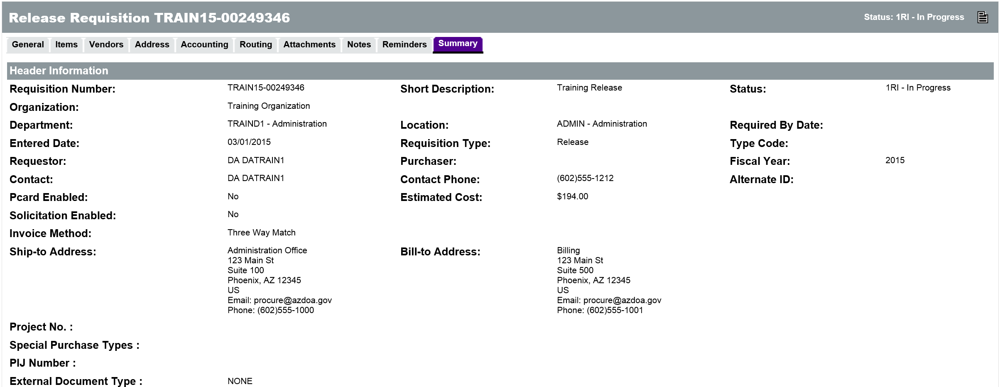 Release Requisition TRAIN15-00249346 Status: 1RI - In Progress
General Items Vendors Address Accounting Routing Attachments Notes Reminders Summary
Header Information
Requisition Number: TRAIN15-00249346 Short Description: Training Release Status: 1RI - In Progress
Organization: Training Organization
Department: TRAIND1 - Administration Location: ADMIN - Administration Required By Date:
Entered Date: 03/01/2015 Requisition Type: Release Type Code:
Requestor: DA DATRAIN1 Purchaser: Fiscal Year: 2015
Contact: DA DATRAIN1 Contact Phone: (602)555-1212 Alternate ID:
Pcard Enabled: No Estimated Cost: $194.00
Solicitation Enabled: No
Invoice Method: Three Way Match
Ship-to Address: Administration Office Bill-to Address: Billing
123 Main St 123 Main St
Suite 100 Suite 500
Phoenix, AZ 12345 Phoenix, AZ 12345
US US
Email: procure@azdoa.gov Email: procure@azdoa.gov
Phone: (602)555-1000 Phone: (602)555-1001
Project No. :
Special Purchase Types :
PIJ Number :
External Document Type : NONE